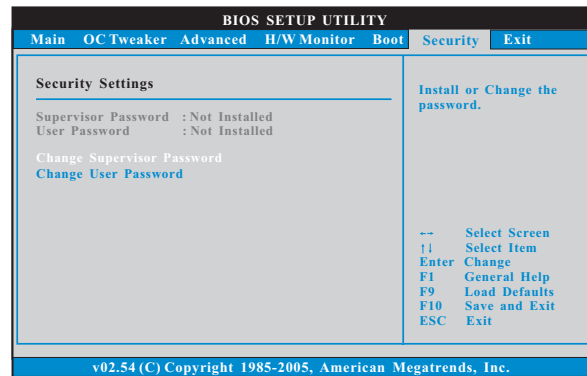 BIOS SETUP UTILITY
Main OC Tweaker Advanced H/W Monitor Boot Security Exit
Security Settings
Supervisor Password : Not Installed
User Password : Not Installed
Change Supervisor Password
Change User Password
Install or Change the
password.
←→ Select Screen
↑↓ Select Item
Enter Change
F1 General Help
F9 Load Defaults
F10 Save and Exit
ESC Exit
v02.54 (C) Copyright 1985-2005, American Megatrends, Inc.